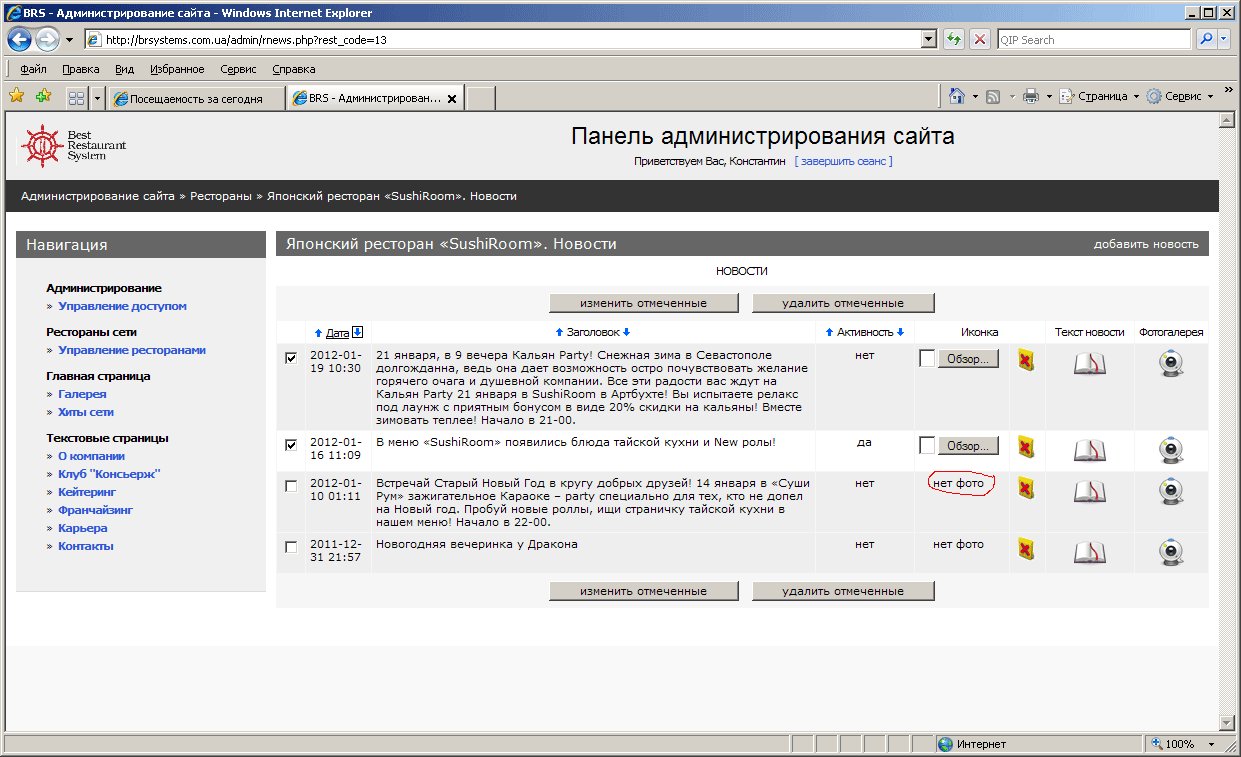 BRS - Администрирование сайта - Windows Internet Explorer
http://brsystems.com.ua/admin/rnews.php?rest_code=13
QIP Search
Файл Правка Вид Избранное Сервис Справка
Посещаемость за сегодня
BRS - Администрирован...
Страница
Сервис
Best
Restaurant
System
Панель администрирования сайта
Приветствуем Вас, Константин [ завершить сеанс ]
Администрирование сайта » Рестораны » Японский ресторан «SushiRoom». Новости
Навигация
Администрирование
» Управление доступом
Рестораны сети
» Управление ресторанами
Главная страница
» Галерея
» Хиты сети
Текстовые страницы
» О компании
» Клуб "Консьерж"
» Кейтеринг
» Франчайзинг
» Карьера
» Контакты
Японский ресторан «SushiRoom». Новости
добавить новость
НОВОСТИ
изменить отмеченные удалить отмеченные
Дата Заголовок Активность Иконка Текст новости Фотогалерея
2012-01-
19 10:30
21 января, в 9 вечера Кальян Party! Снежная зима в Севастополе
долгожданна, ведь она дает возможность остро почувствовать желание
горячего очага и душевной компании. Все эти радости вас ждут на
Кальян Party 21 января в SushiRoom в Артбухте! Вы испытаете релакс
под лаунж с приятным бонусом в виде 20% скидки на кальяны! Вместе
зимовать теплее! Начало в 21-00.
нет
Обзор...
2012-01-
16 11:09
В меню «SushiRoom» появились блюда тайской кухни и New ролы!
да
Обзор...
2012-01-
10 01:11
Встречай Старый Новый Год в кругу добрых друзей! 14 января в «Суши
Рум» зажигательное Караоке – party специально для тех, кто не допел
на Новый год. Пробуй новые роллы, ищи страничку тайской кухни в
нашем меню! Начало в 22-00.
нет
нет фото
2011-12-
31 21:57
Новогодняя вечеринка у Дракона
нет
нет фото
изменить отмеченные удалить отмеченные
Интернет
100%